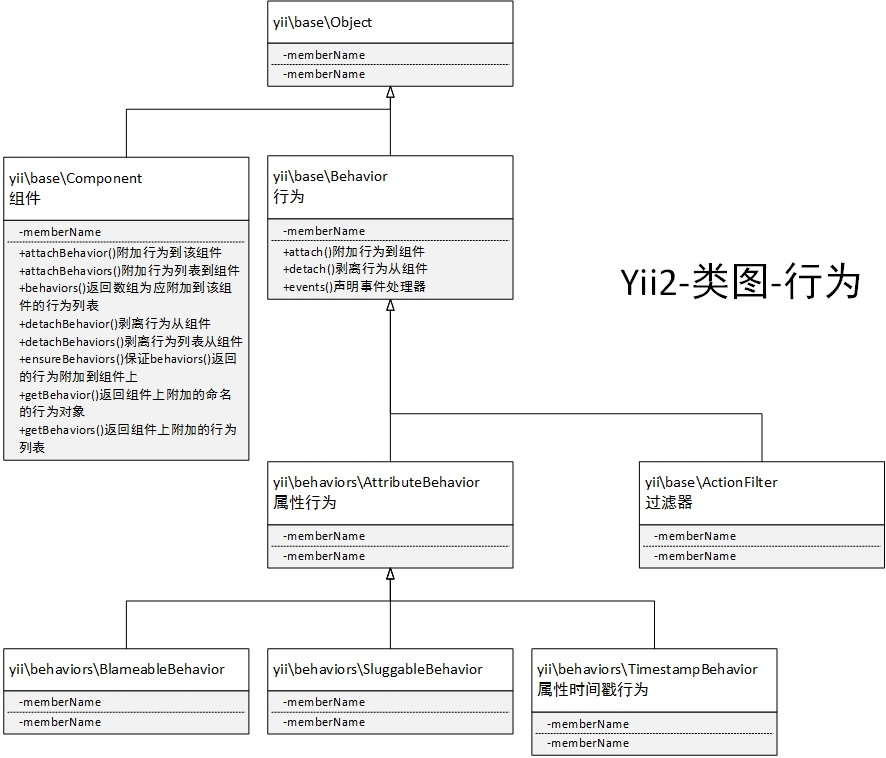 yii\base\Object
-memberName
-memberName
yii\base\Component
组件
-memberName
+attachBehavior()附加行为到该组件
+attachBehaviors()附加行为列表到组件
+behaviors()返回数组为应附加到该组
件的行为列表
+detachBehavior()剥离行为从组件
+detachBehaviors()剥离行为列表从组件
+ensureBehaviors()保证behaviors()返回
的行为附加到组件上
+getBehavior()返回组件上附加的命名
的行为对象
+getBehaviors()返回组件上附加的行为
列表
yii\base\Behavior
行为
-memberName
+attach()附加行为到组件
+detach()剥离行为从组件
+events()声明事件处理器
Yii2-类图-行为
yii\behaviors\AttributeBehavior
属性行为
-memberName
-memberName
yii\base\ActionFilter
过滤器
-memberName
-memberName
yii\behaviors\BlameableBehavior
-memberName
-memberName
yii\behaviors\SluggableBehavior
-memberName
-memberName
yii\behaviors\TimestampBehavior
属性时间戳行为
-memberName
-memberName